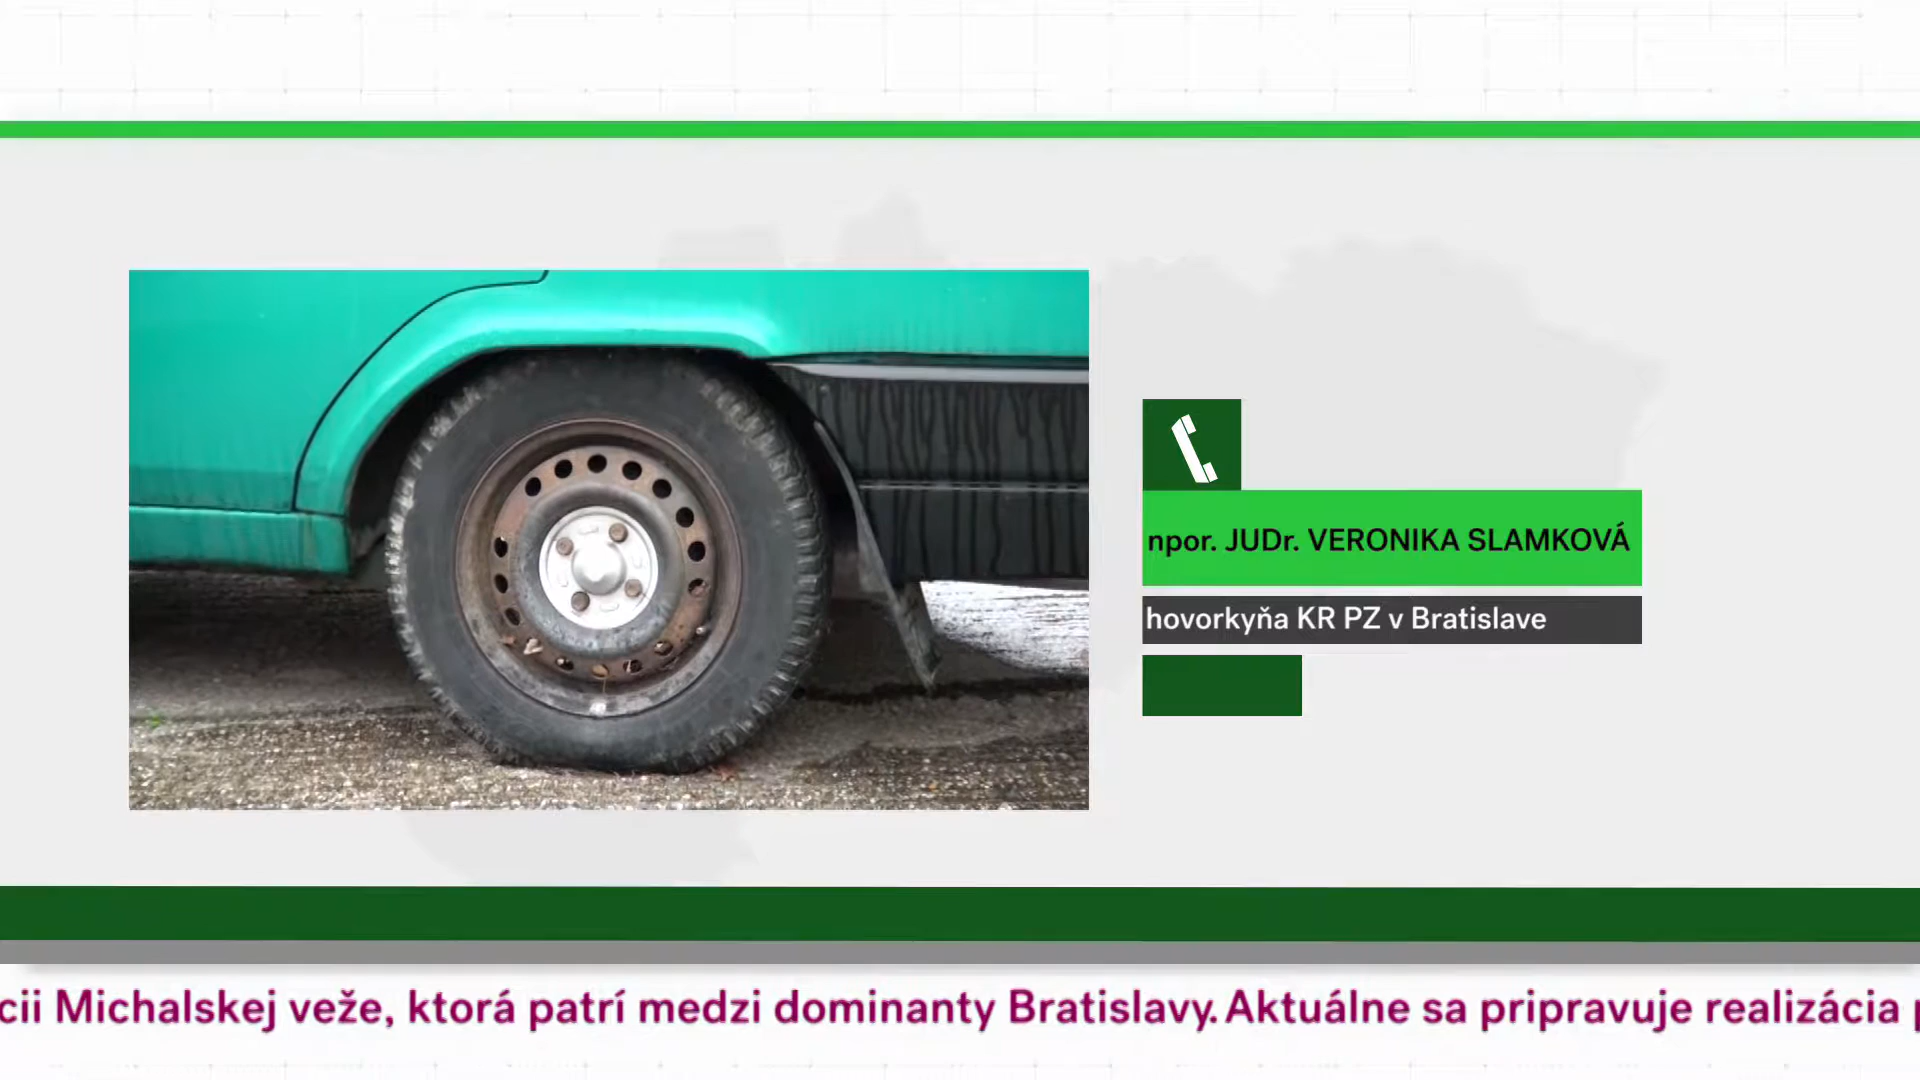 npor. JUDr. VERONIKA SLAMKOVÁ
hovorkyňa KR PZ v Bratislave
cii Michalskej veže, ktorá patrí medzi dominanty Bratislavy. Aktuálne sa pripravuje realizácia